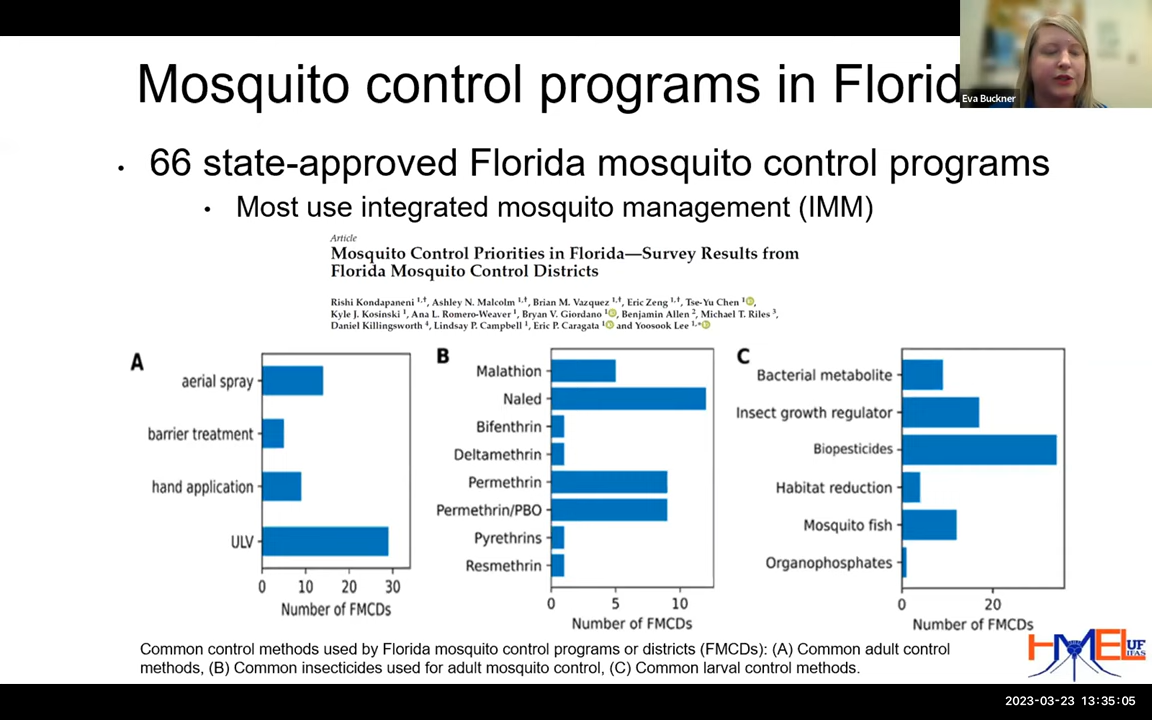 Mosquito control programs in Florid
Eva Buckner
• 66 state-approved Florida mosquito control programs
• Most use integrated mosquito management (IMM)
Article
Mosquito Control Priorities in Florida—Survey Results from
Florida Mosquito Control Districts
Rishi Kondapaneni 1,†, Ashley N. Malcolm 1,†, Brian M. Vazquez 1,†, Eric Zeng 1,†, Tse-Yu Chen 1,
Kyle J. Kosinski 1, Ana L. Romero-Weaver 1, Bryan V. Giordano 1, Benjamin Allen 2, Michael T. Riles 3,
Daniel Killingsworth 4, Lindsay P. Campbell 1, Eric P. Caragata 1 and Yoosook Lee 1,*
A
aerial spray
barrier treatment
hand application
ULV
0 10 20 30
Number of FMCDs
B
Malathion
Naled
Bifenthrin
Deltamethrin
Permethrin
Permethrin/PBO
Pyrethrins
Resmethrin
0 5 10
Number of FMCDs
C
Bacterial metabolite
Insect growth regulator
Biopesticides
Habitat reduction
Mosquito fish
Organophosphates
0 20
Number of FMCDs
Common control methods used by Florida mosquito control programs or districts (FMCDs): (A) Common adult control
methods, (B) Common insecticides used for adult mosquito control, (C) Common larval control methods.
HMEL
UF
IFAS
2023-03-23 13:35:05